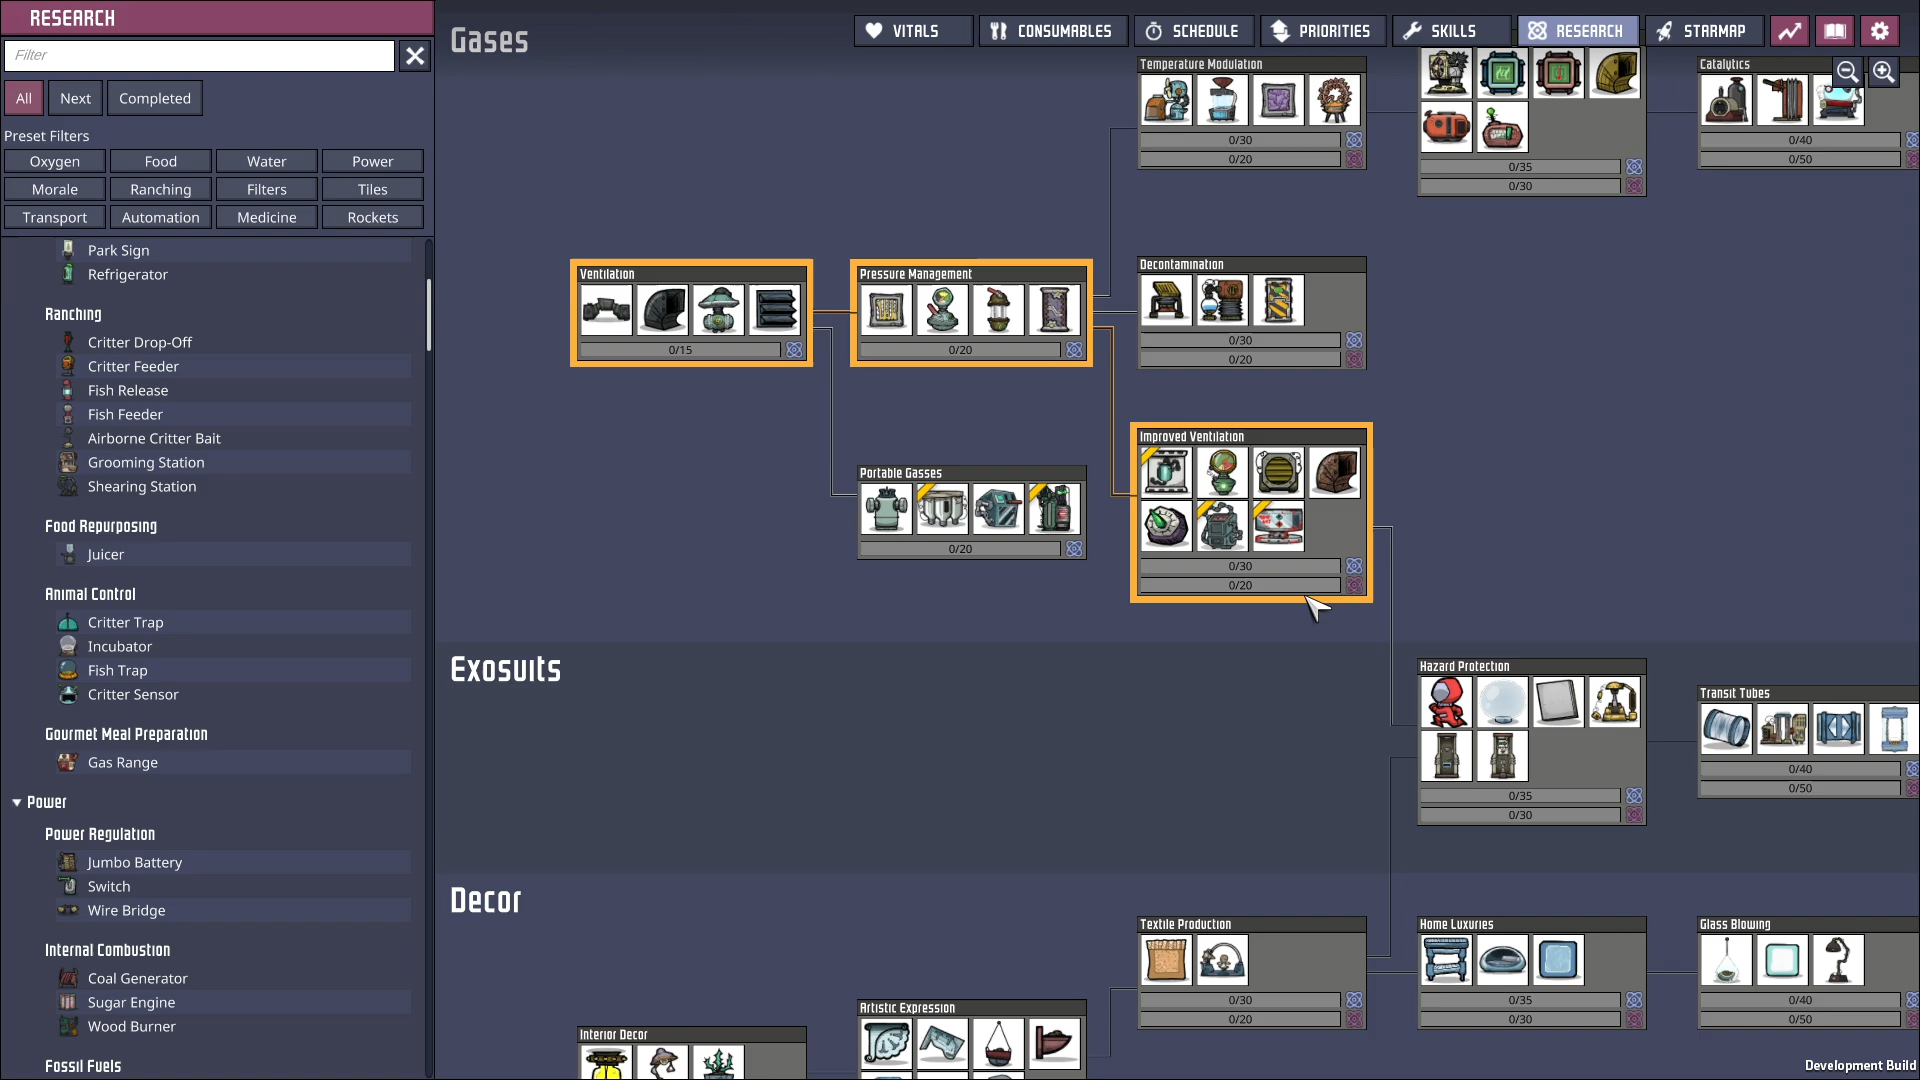 RESEARCH
Filter
All Next Completed
Preset Filters
Oxygen Food Water Power
Morale Ranching Filters Tiles
Transport Automation Medicine Rockets
Park Sign
Refrigerator
Ranching
Critter Drop-Off
Critter Feeder
Fish Release
Fish Feeder
Airborne Critter Bait
Grooming Station
Shearing Station
Food Repurposing
Juicer
Animal Control
Critter Trap
Incubator
Fish Trap
Critter Sensor
Gourmet Meal Preparation
Gas Range
Power
Power Regulation
Jumbo Battery
Switch
Wire Bridge
Internal Combustion
Coal Generator
Sugar Engine
Wood Burner
Fossil Fuels
VITALS CONSUMABLES SCHEDULE PRIORITIES SKILLS RESEARCH STARMAP
Gases
Temperature Modulation
0/30
0/20
0/35
0/30
Catalytics
0/40
0/50
Ventilation
0/15
Pressure Management
0/20
Decontamination
0/30
0/20
Portable Gasses
0/20
Improved Ventilation
0/30
0/20
Exosuits
Hazard Protection
0/35
0/30
Transit Tubes
0/40
0/50
Decor
Textile Production
0/30
0/20
Home Luxuries
0/35
0/30
Glass Blowing
0/40
0/50
Artistic Expression
Interior Decor
Development Build